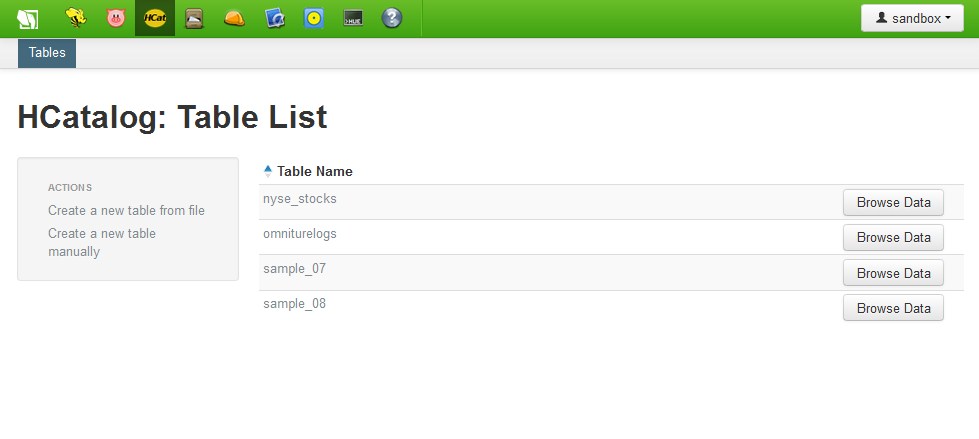 HCat
>HUE
?
sandbox
Tables
HCatalog: Table List
ACTIONS
Create a new table from file
Create a new table
manually
Table Name
nyse_stocks Browse Data
omniturelogs Browse Data
sample_07 Browse Data
sample_08 Browse Data